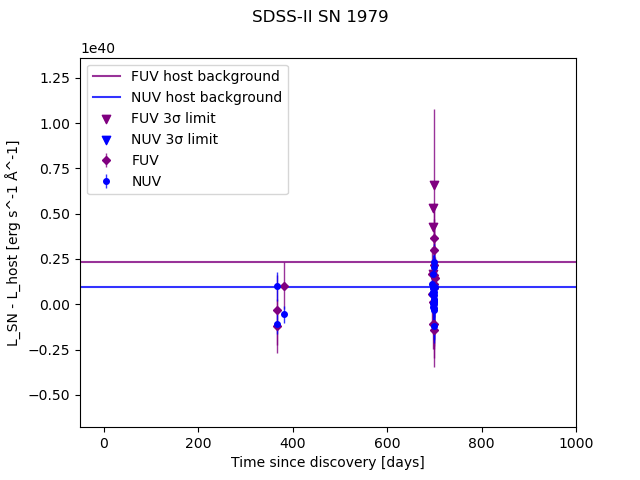 SDSS-II SN 1979
1e40
FUV host background
NUV host background
FUV 3σ limit
NUV 3σ limit
FUV
NUV
1.25
1.00
0.75
0.50
0.25
0.00
−0.25
−0.50
L_SN - L_host [erg s^-1 Å^-1]
0 200 400 600 800 1000
Time since discovery [days]